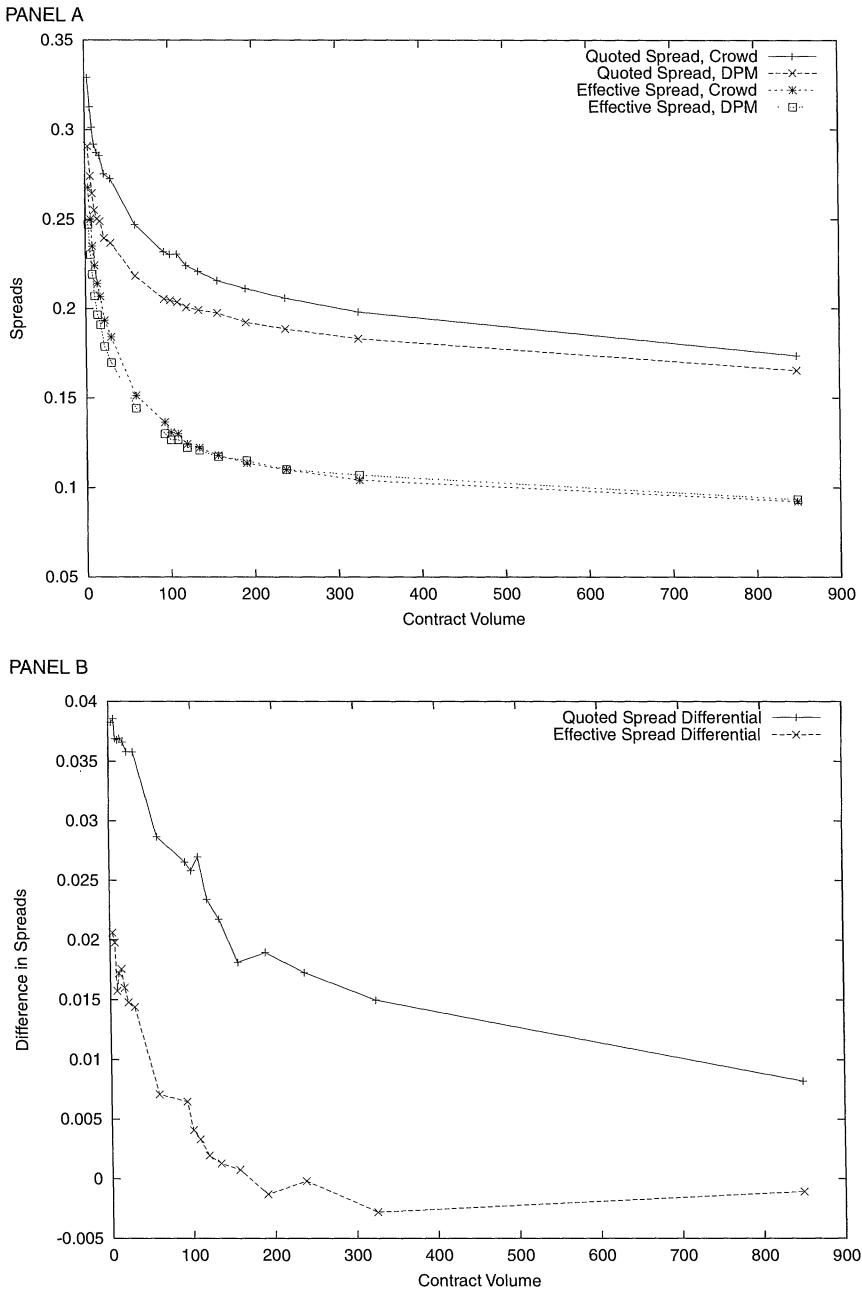 PANEL A
0.35
0.3
0.25
0.2
0.15
0.1
0.05
Spreads
Quoted Spread, Crowd
Quoted Spread, DPM
Effective Spread, Crowd
Effective Spread, DPM
0 100 200 300 400 500 600 700 800 900
Contract Volume
PANEL B
0.04
0.035
0.03
0.025
0.02
0.015
0.01
0.005
0
-0.005
Difference in Spreads
Quoted Spread Differential
Effective Spread Differential
0 100 200 300 400 500 600 700 800 900
Contract Volume